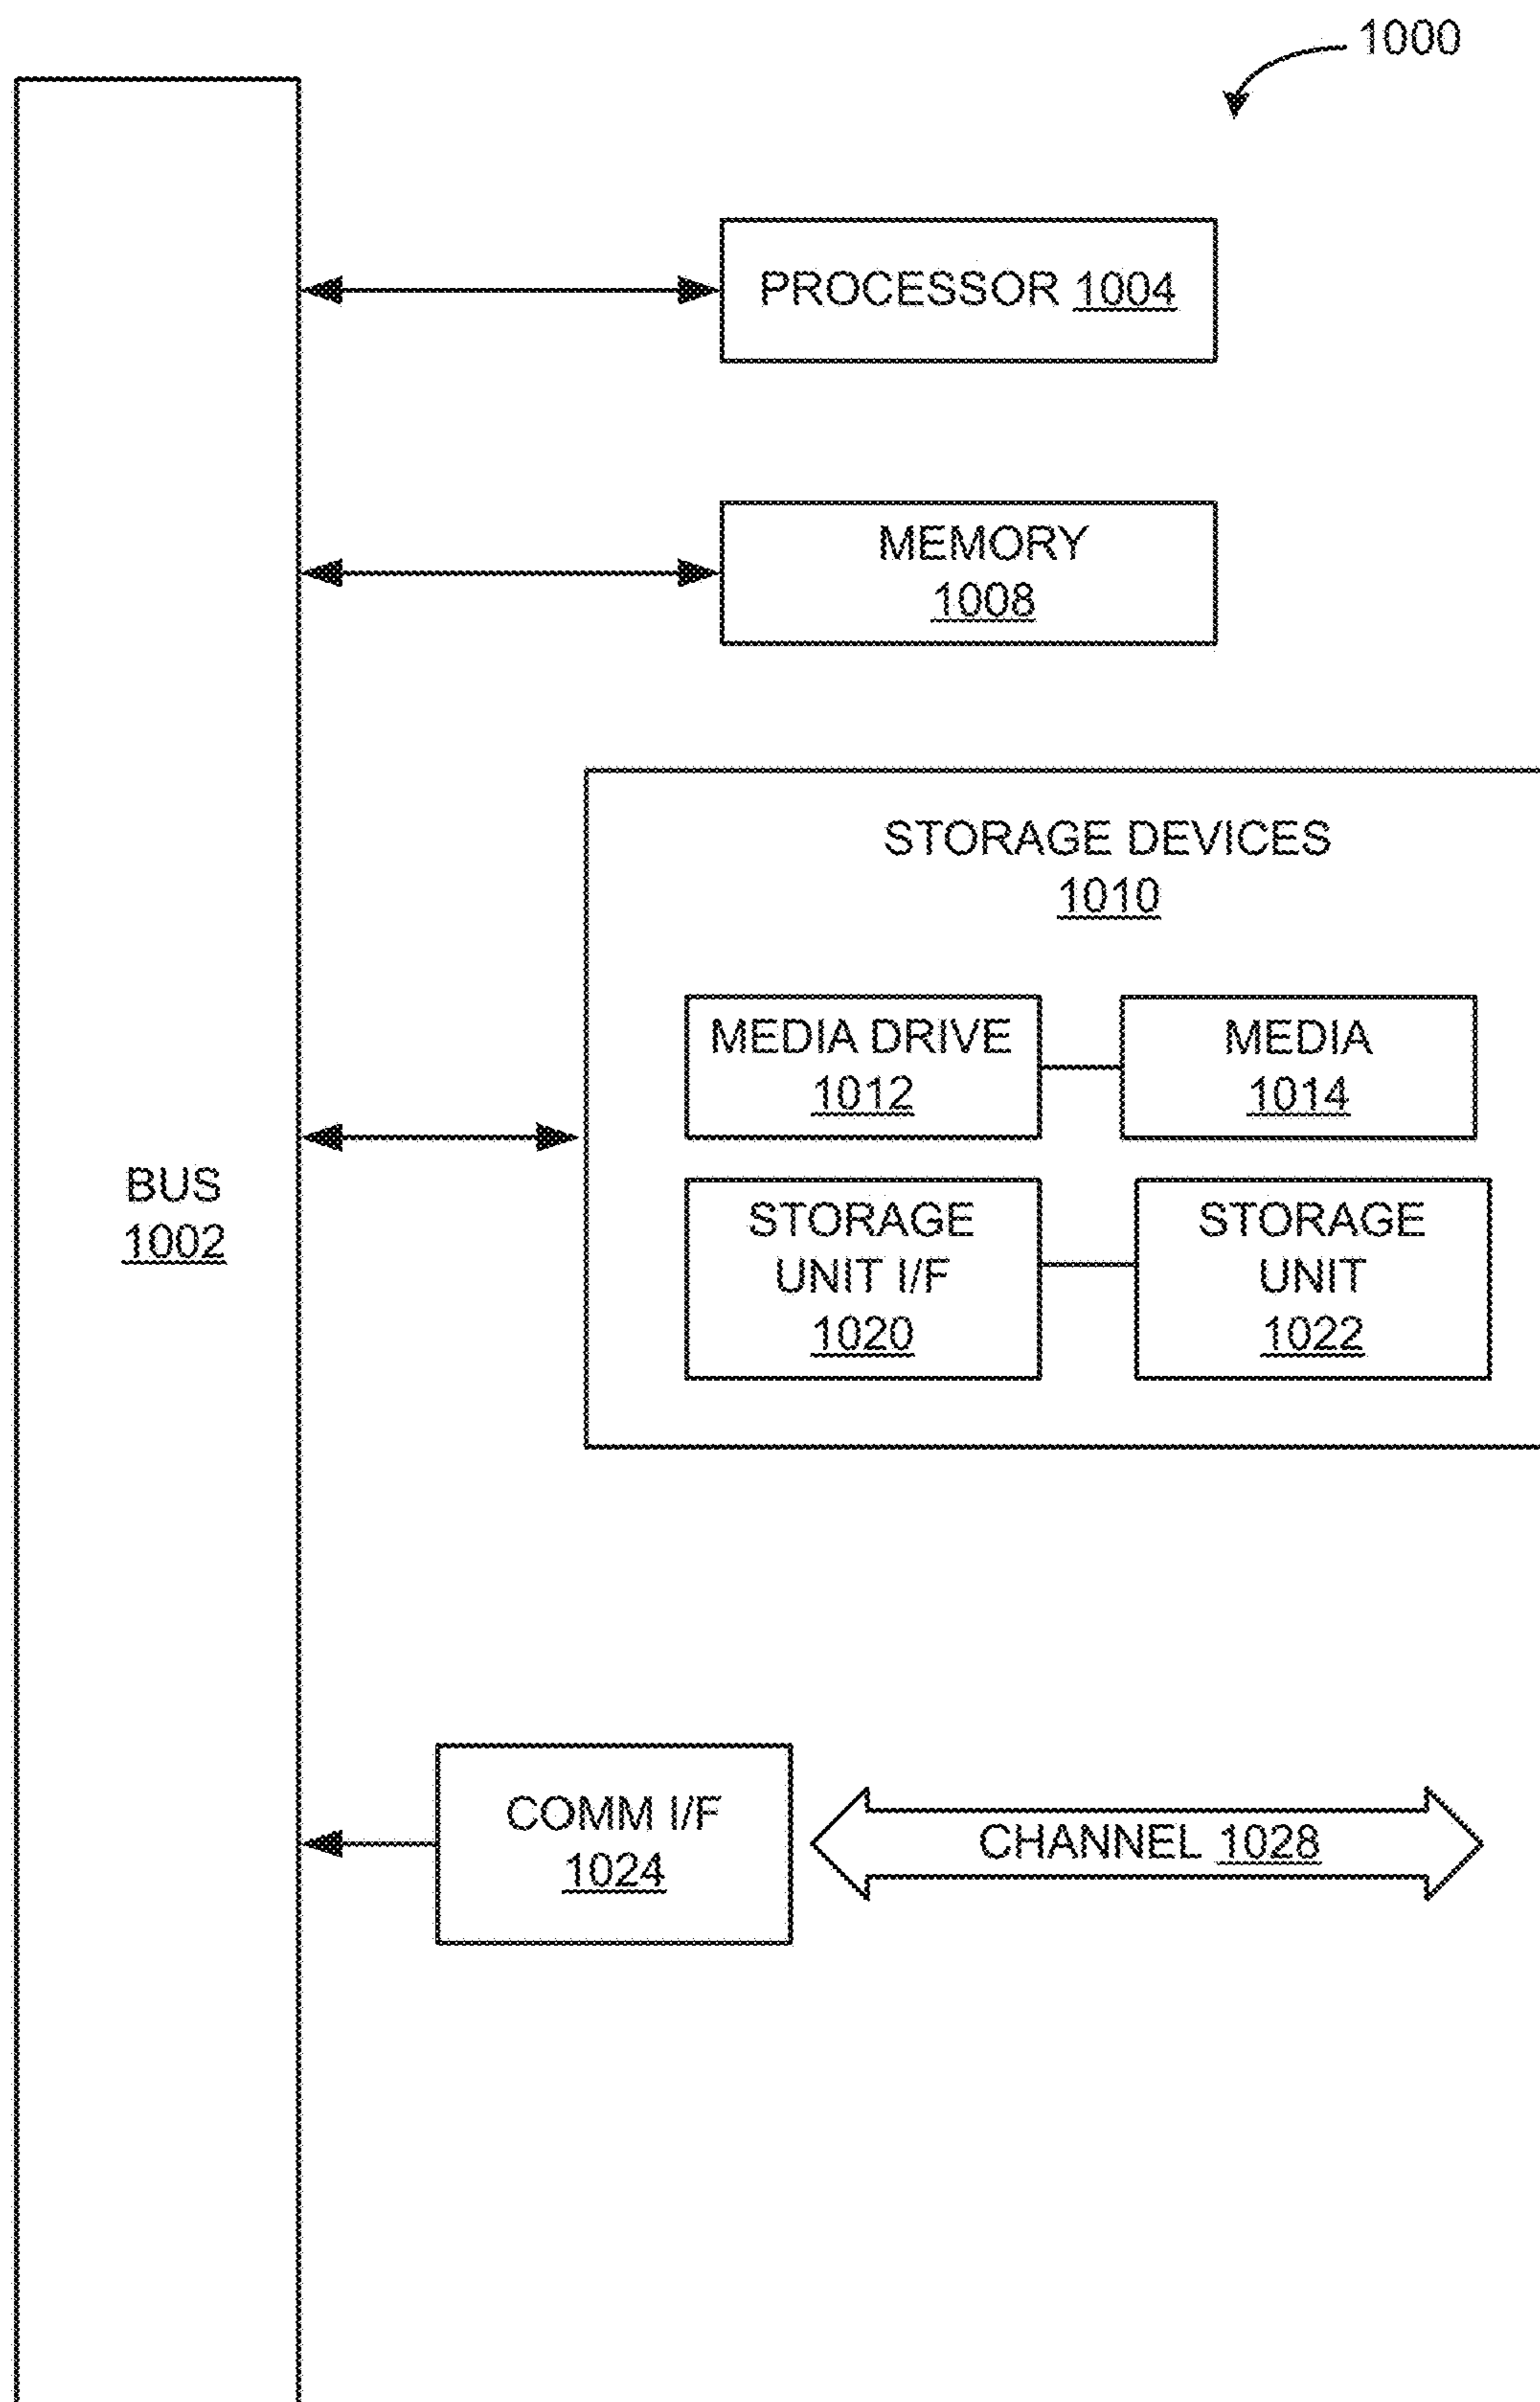 1000
PROCESSOR 1004
MEMORY
1008
STORAGE DEVICES
1010
MEDIA DRIVE
1012
MEDIA
1014
BUS
1002
STORAGE
UNIT I/F
1020
STORAGE
UNIT
1022
COMM I/F
1024
CHANNEL 1028